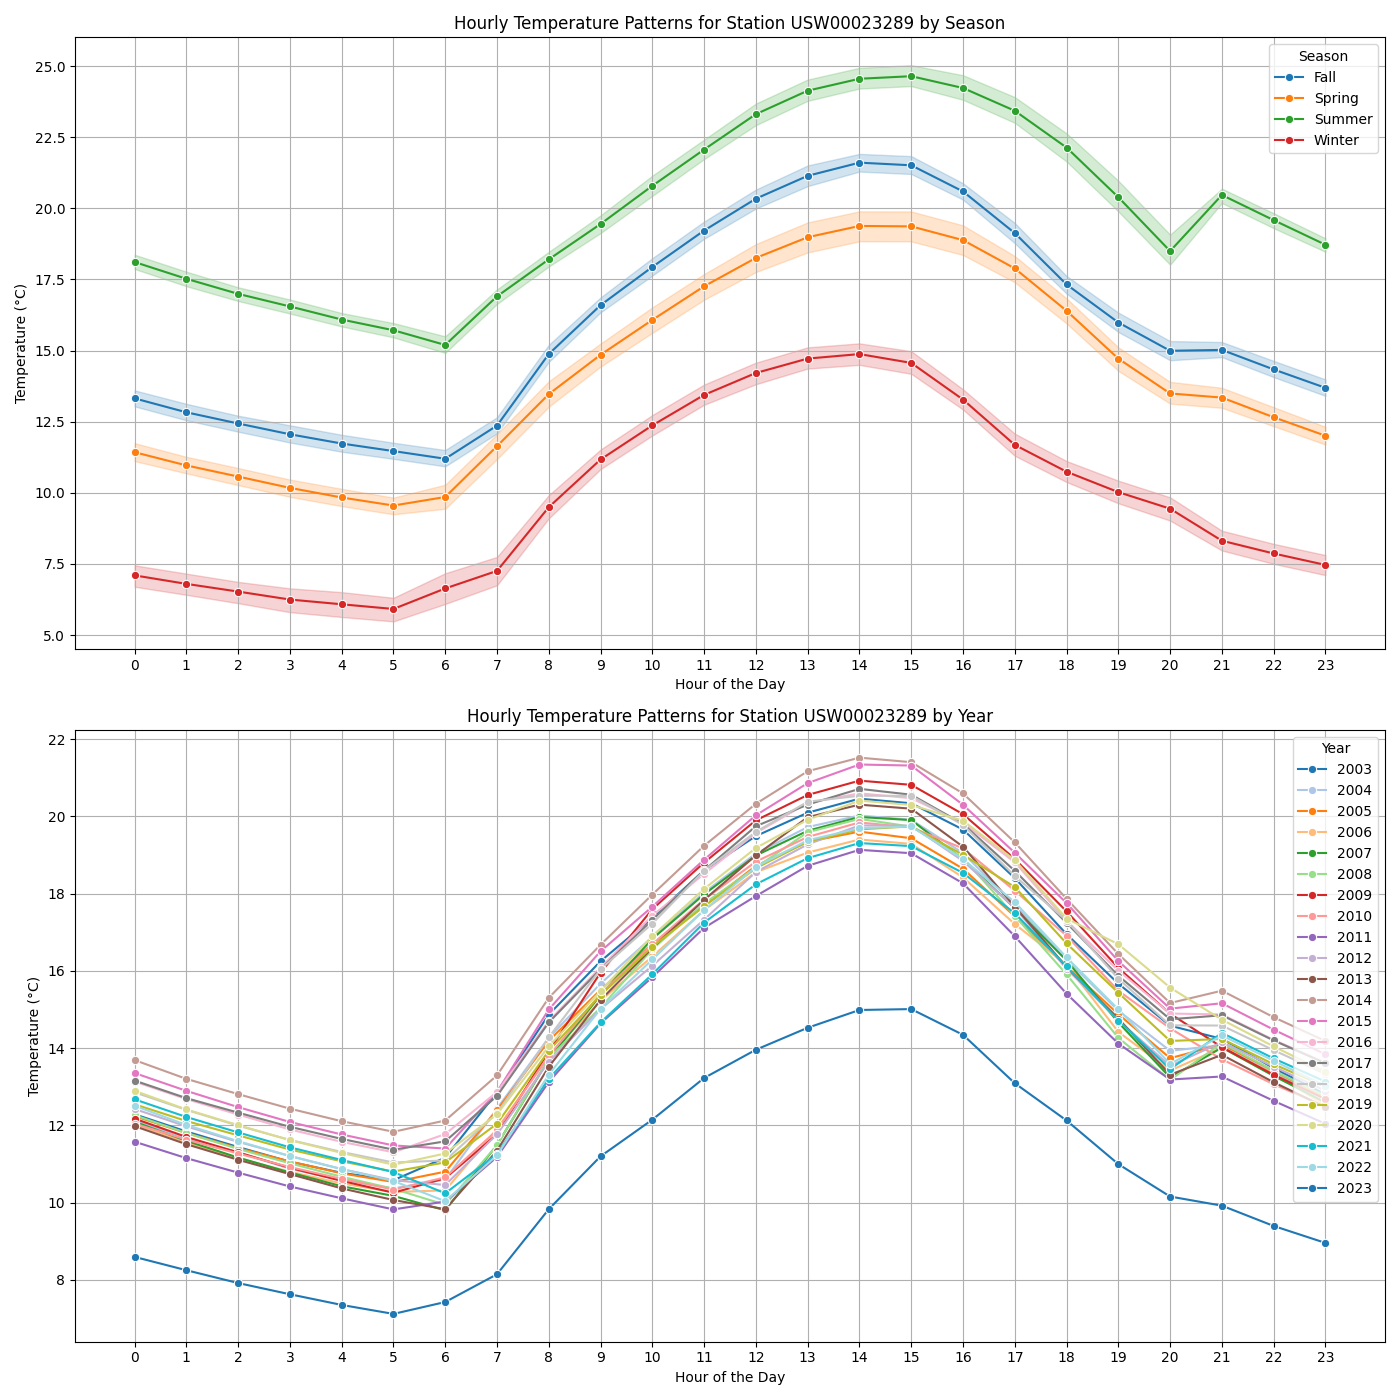 Hourly Temperature Patterns for Station USW00023289 by Season
Season
Fall
Spring
Summer
Winter
Temperature (°C)
25.0
22.5
20.0
17.5
15.0
12.5
10.0
7.5
5.0
0 1 2 3 4 5 6 7 8 9 10 11 12 13 14 15 16 17 18 19 20 21 22 23
Hour of the Day
Hourly Temperature Patterns for Station USW00023289 by Year
Year
2003
2004
2005
2006
2007
2008
2009
2010
2011
2012
2013
2014
2015
2016
2017
2018
2019
2020
2021
2022
2023
Temperature (°C)
22
20
18
16
14
12
10
8
0 1 2 3 4 5 6 7 8 9 10 11 12 13 14 15 16 17 18 19 20 21 22 23
Hour of the Day